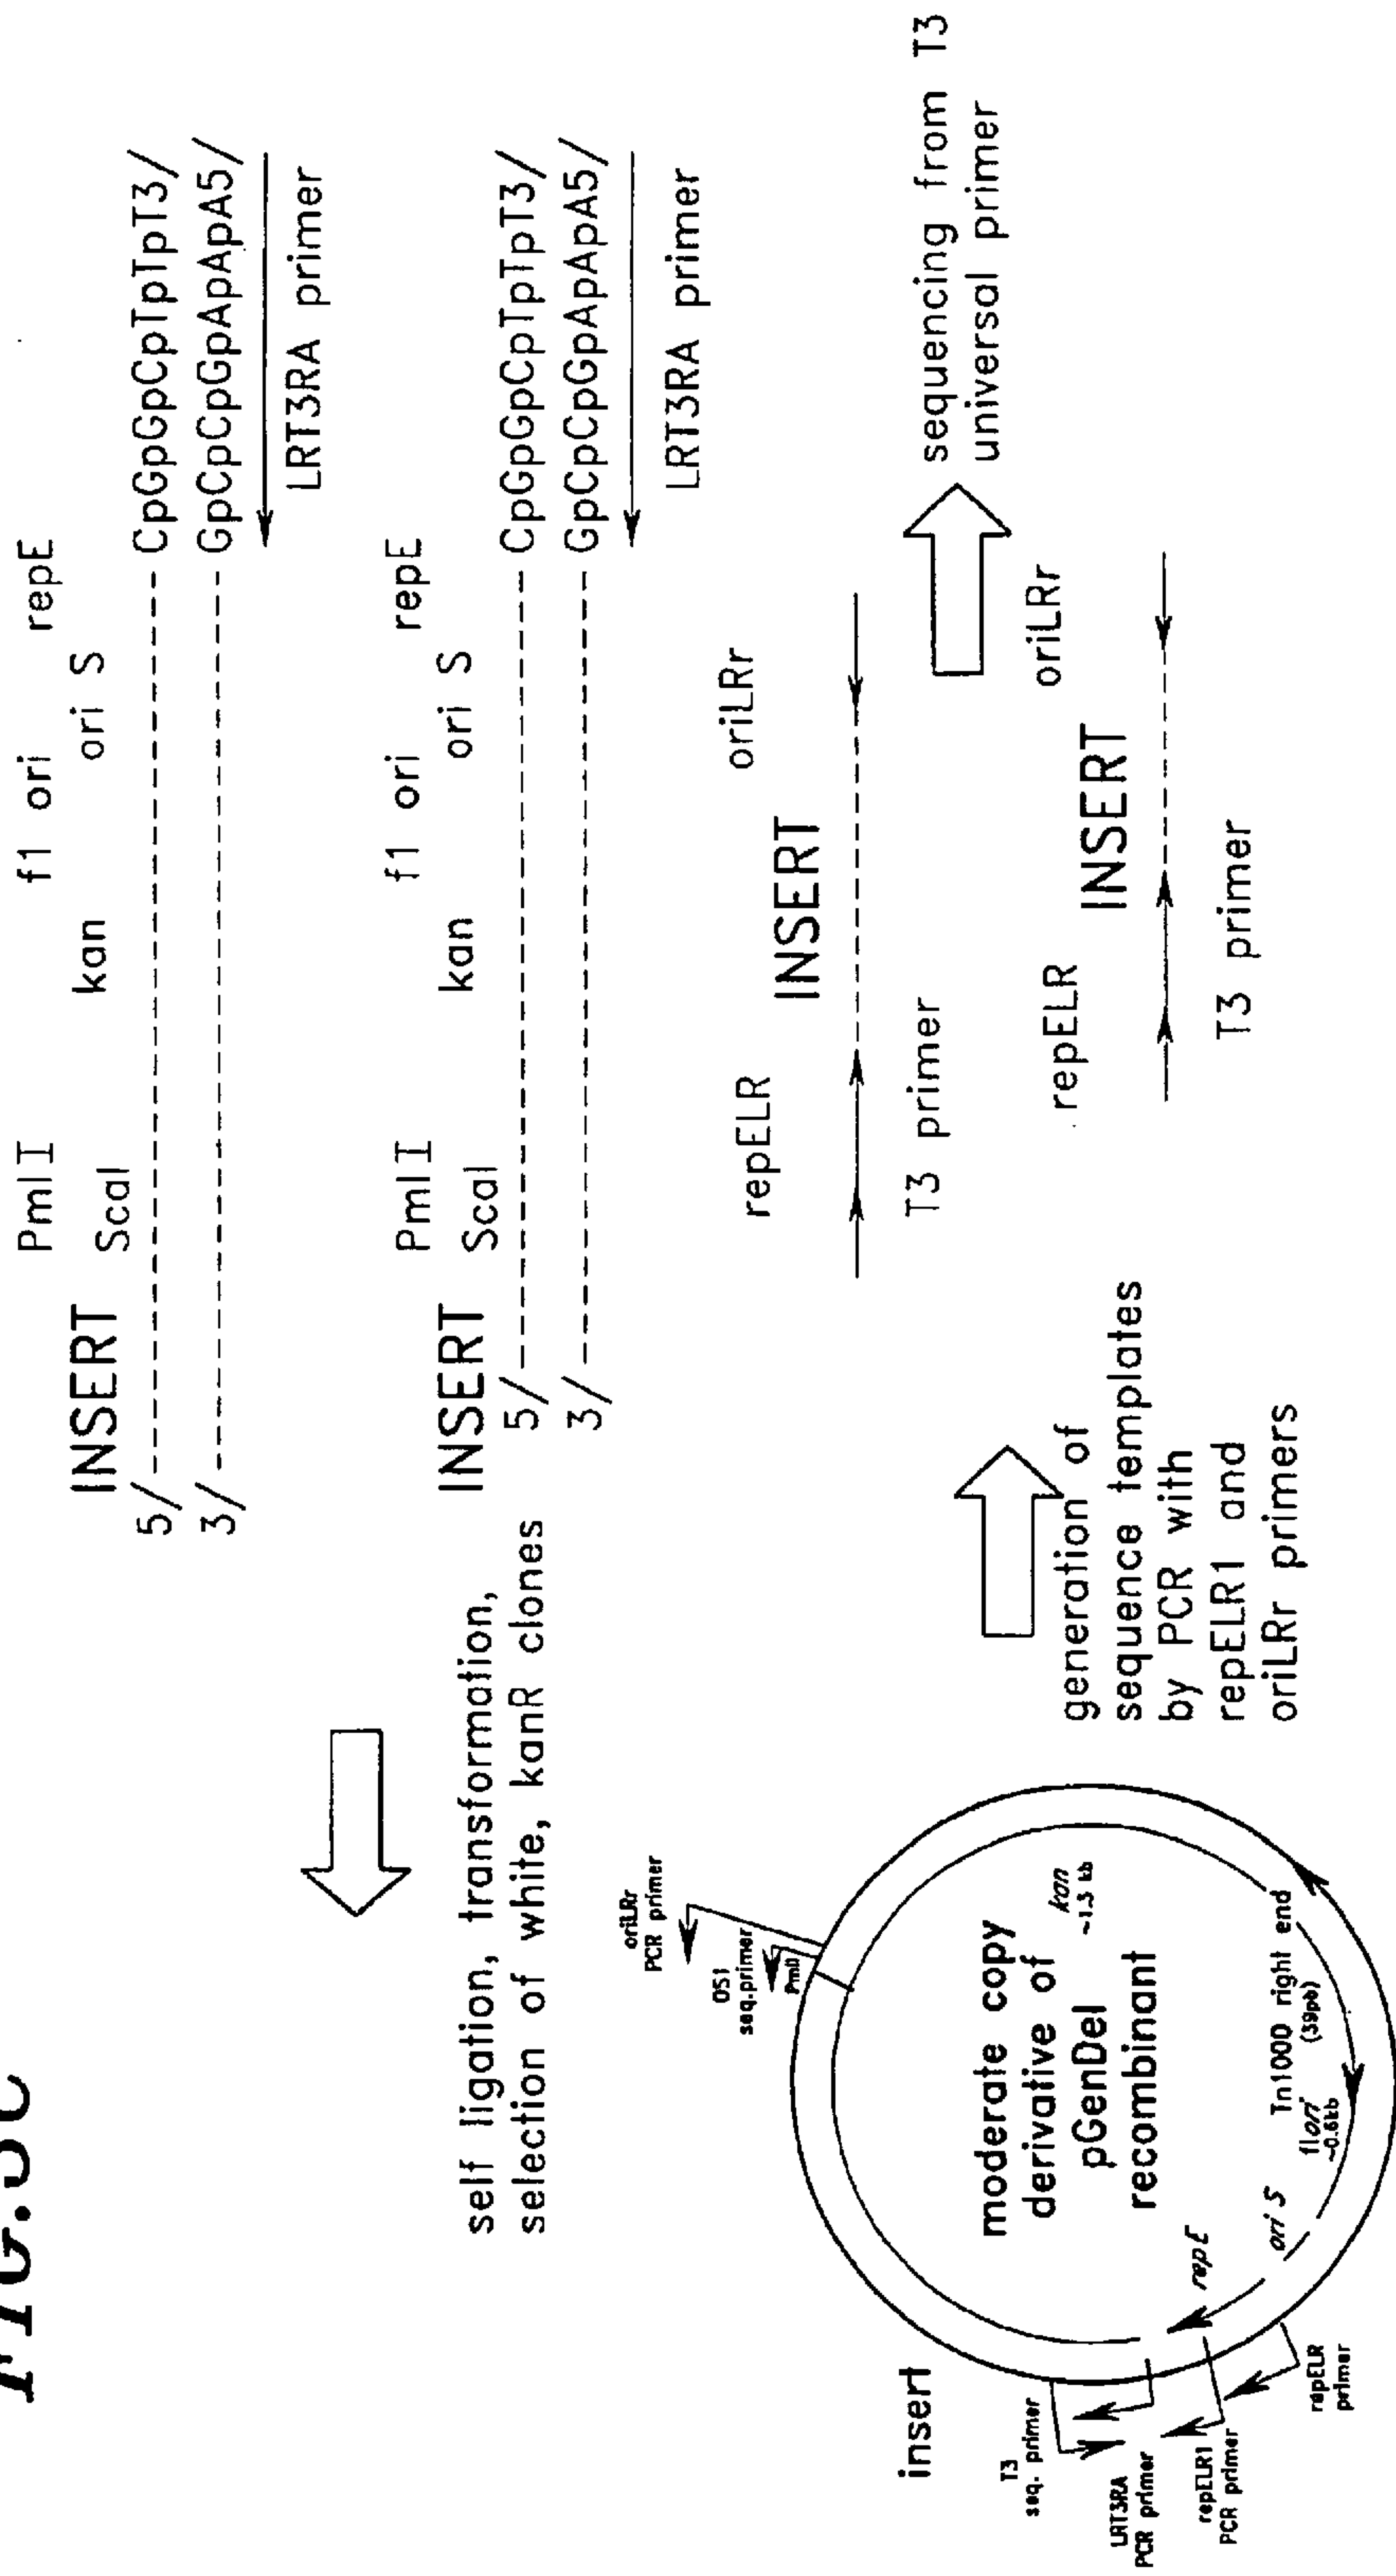 FIG.3C
PmlI f1 ori repE
INSERT ScaI kan ori S
5/---------------CpGpGpCpTpTpT3/
3/---------------GpCpCpGpApApA5/
LRT3RA primer
self ligation, transformation,
selection of white, kanR clones
PmlI f1 ori repE
INSERT ScaI kan ori S
5/---------------CpGpGpCpTpTpT3/
3/---------------GpCpCpGpApApA5/
LRT3RA primer
oriLRr
PCR primer
OS1
seq.primer
PmlI
insert
moderate copy
derivative of
pGenDel
recombinant
kan
~1.3 kb
Tn1000 right end
(39pb)
f1ori
~0.6kb
ori S
repE
T3
seq. primer
LRT3RA
PCR primer
repELR1
PCR primer
repELR
primer
generation of
sequence templates
by PCR with
repELR1 and
oriLRr primers
repELR INSERT oriLRr
T3 primer
repELR INSERT oriLRr
T3 primer
sequencing from T3
universal primer